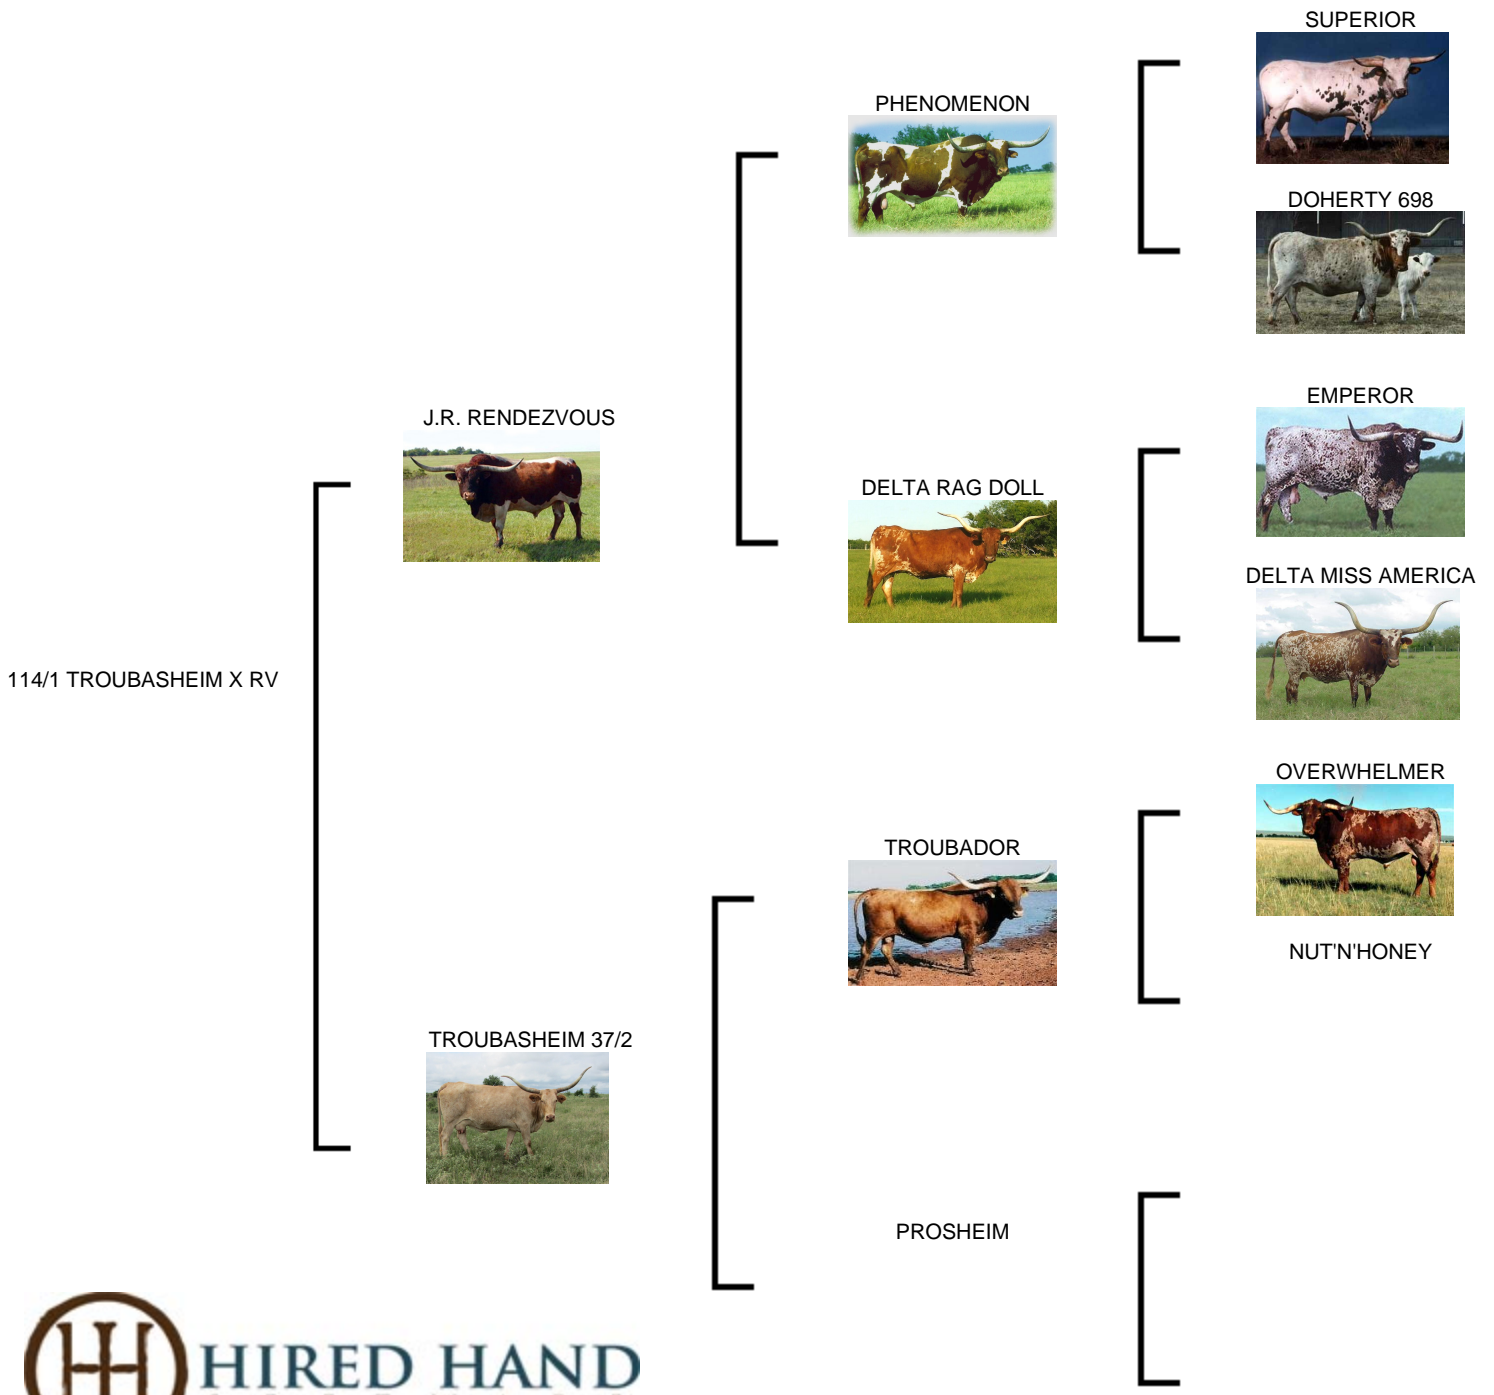 SUPERIOR
PHENOMENON
DOHERTY 698
J.R. RENDEZVOUS
EMPEROR
DELTA RAG DOLL
DELTA MISS AMERICA
114/1 TROUBASHEIM X RV
OVERWHELMER
TROUBADOR
NUT'N'HONEY
TROUBASHEIM 37/2
PROSHEIM
HIRED HAND